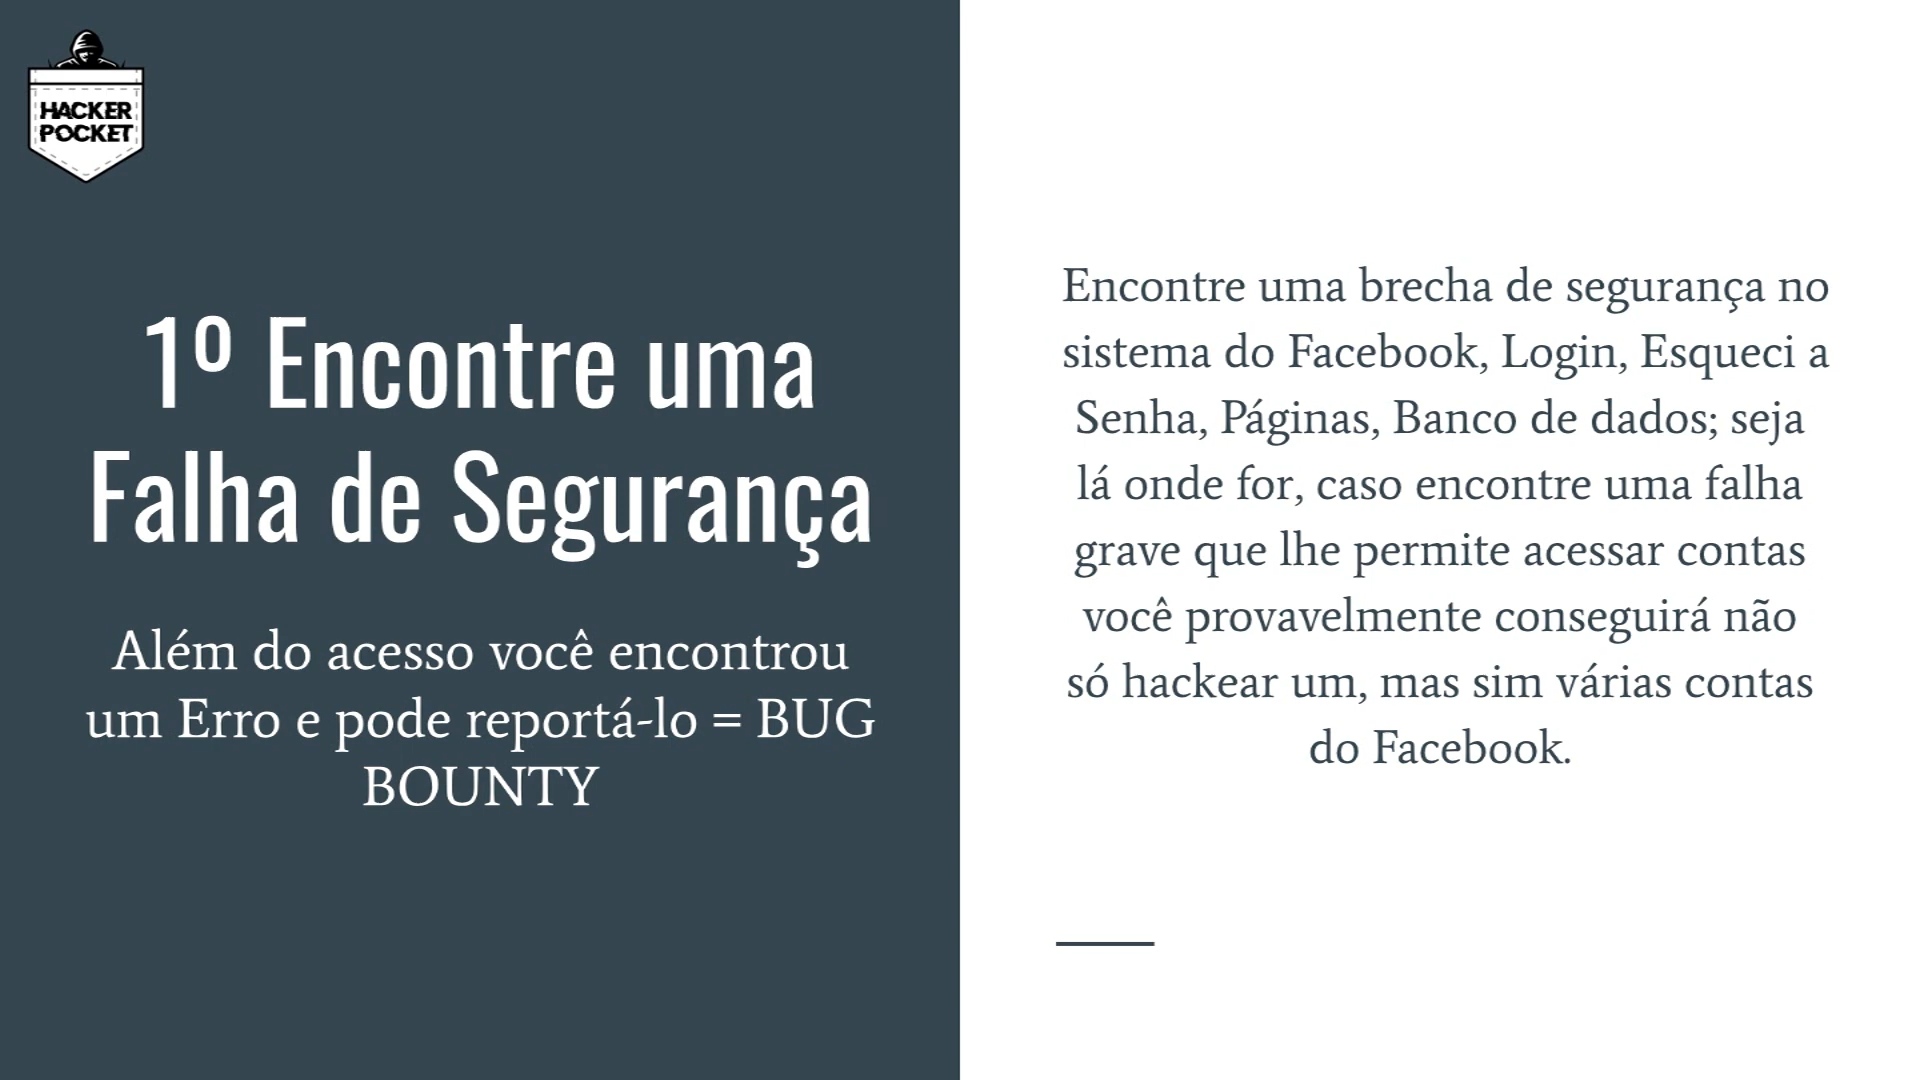 HACKER
POCKET
1º Encontre uma
Falha de Segurança
Além do acesso você encontrou
um Erro e pode reportá-lo = BUG
BOUNTY
Encontre uma brecha de segurança no
sistema do Facebook, Login, Esqueci a
Senha, Páginas, Banco de dados; seja
lá onde for, caso encontre uma falha
grave que lhe permite acessar contas
você provavelmente conseguirá não
só hackear um, mas sim várias contas
do Facebook.